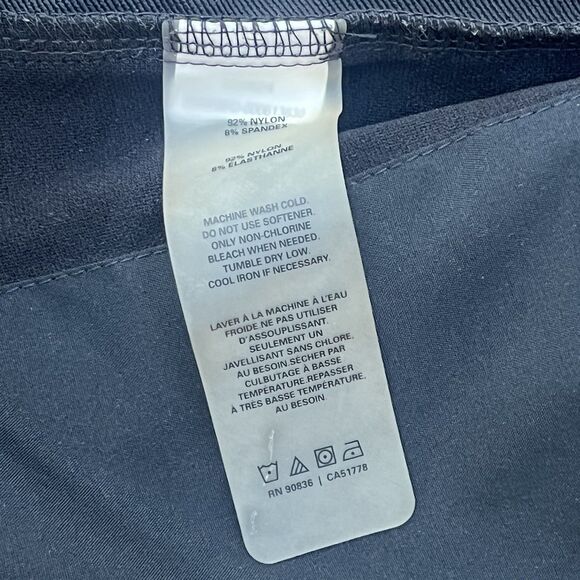 92% NYLON
8% SPANDEX
92% NYLON
8% ELASTHANNE
MACHINE WASH COLD.
DO NOT USE SOFTENER.
ONLY NON-CHLORINE
BLEACH WHEN NEEDED.
TUMBLE DRY LOW.
COOL IRON IF NECESSARY.
LAVER À LA MACHINE À L'EAU
FROIDE.NE PAS UTILISER
D'ASSOUPLISSANT.
SEULEMENT UN
JAVELLISANT SANS CHLORE.
AU BESOIN.SECHER PAR
CULBUTAGE À BASSE
TEMPÉRATURE.REPASSER
À TRÈS BASSE TEMPÉRATURE.
AU BESOIN
RN 90836 | CA51778